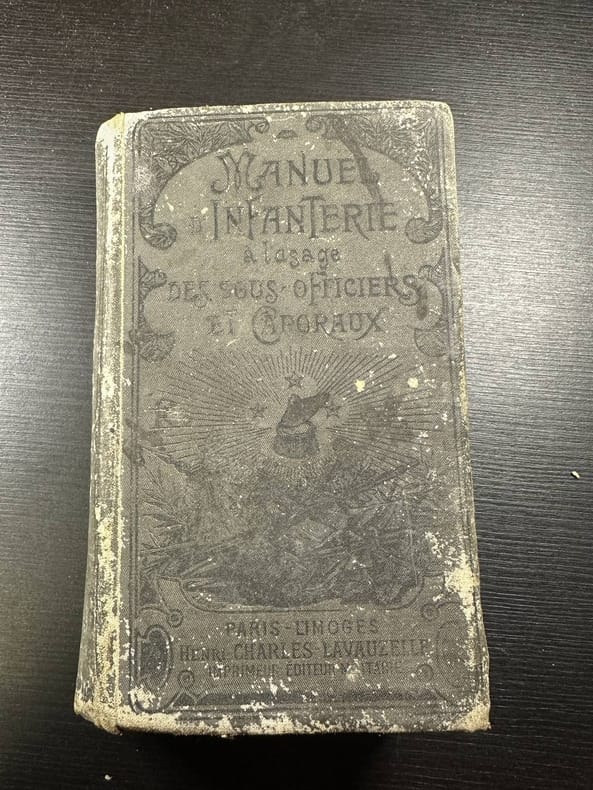 MANUEL
D'INFANTERIE
à l'usage
DES SOUS-OFFICIERS
ET CAPORAUX
PARIS-LIMOGES
HENRI CHARLES-LAVAUZELLE
IMPRIMEUR ÉDITEUR MILITAIRE